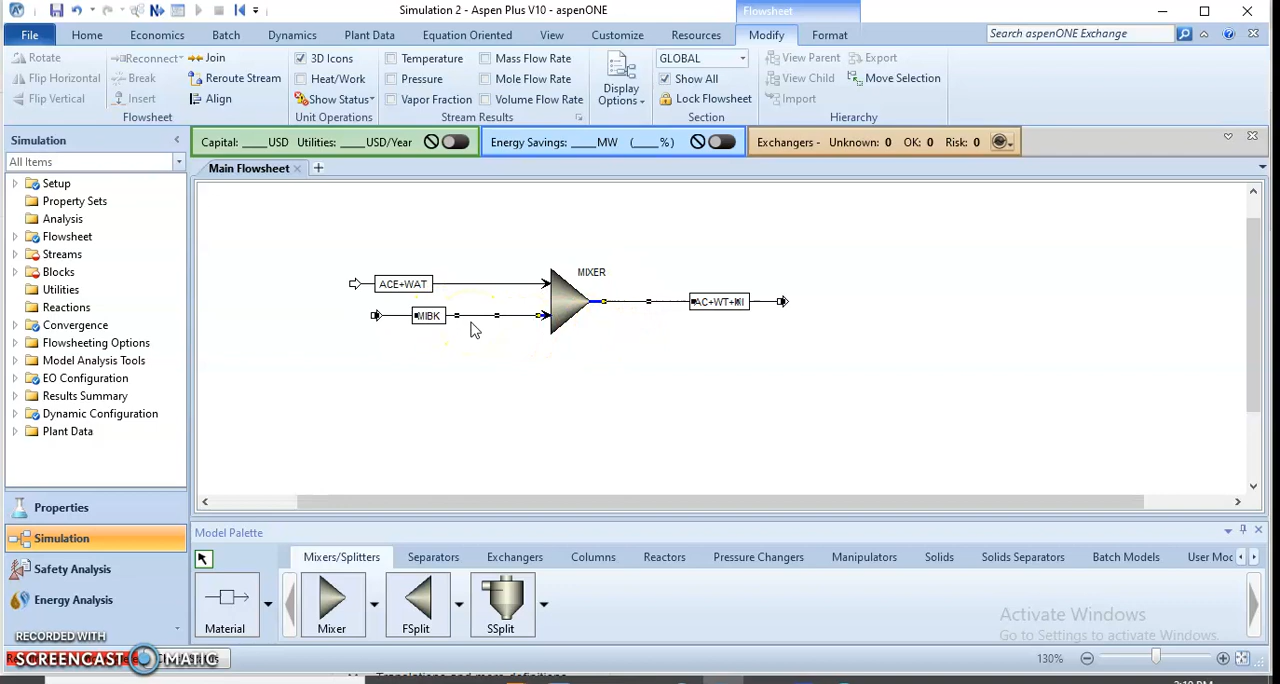 Simulation 2 - Aspen Plus V10 - aspenONE
Flowsheet
File Home Economics Batch Dynamics Plant Data Equation Oriented View Customize Resources Modify Format
Search aspenONE Exchange
Rotate
Flip Horizontal
Flip Vertical
Reconnect Join
Break Reroute Stream
Insert Align
Flowsheet
3D Icons
Heat/Work
Show Status
Unit Operations
Temperature Mass Flow Rate
Pressure Mole Flow Rate
Vapor Fraction Volume Flow Rate
Stream Results
Display
Options
GLOBAL
Show All
Lock Flowsheet
Section
View Parent Export
View Child Move Selection
Import
Hierarchy
Simulation
All Items
Capital: ____USD Utilities: ____USD/Year
Energy Savings: ____MW (____%)
Exchangers - Unknown: 0 OK: 0 Risk: 0
Main Flowsheet
Setup
Property Sets
Analysis
Flowsheet
Streams
Blocks
Utilities
Reactions
Convergence
Flowsheeting Options
Model Analysis Tools
EO Configuration
Results Summary
Dynamic Configuration
Plant Data
MIXER
ACE+WAT
MIBK
Properties
Simulation
Safety Analysis
Energy Analysis
Model Palette
Mixers/Splitters Separators Exchangers Columns Reactors Pressure Changers Manipulators Solids Solids Separators Batch Models User Moc
Material
Mixer
FSplit
SSplit
Activate Windows
Go to Settings to activate Windows.
RECORDED WITH
SCREENCAST MATIC
130%